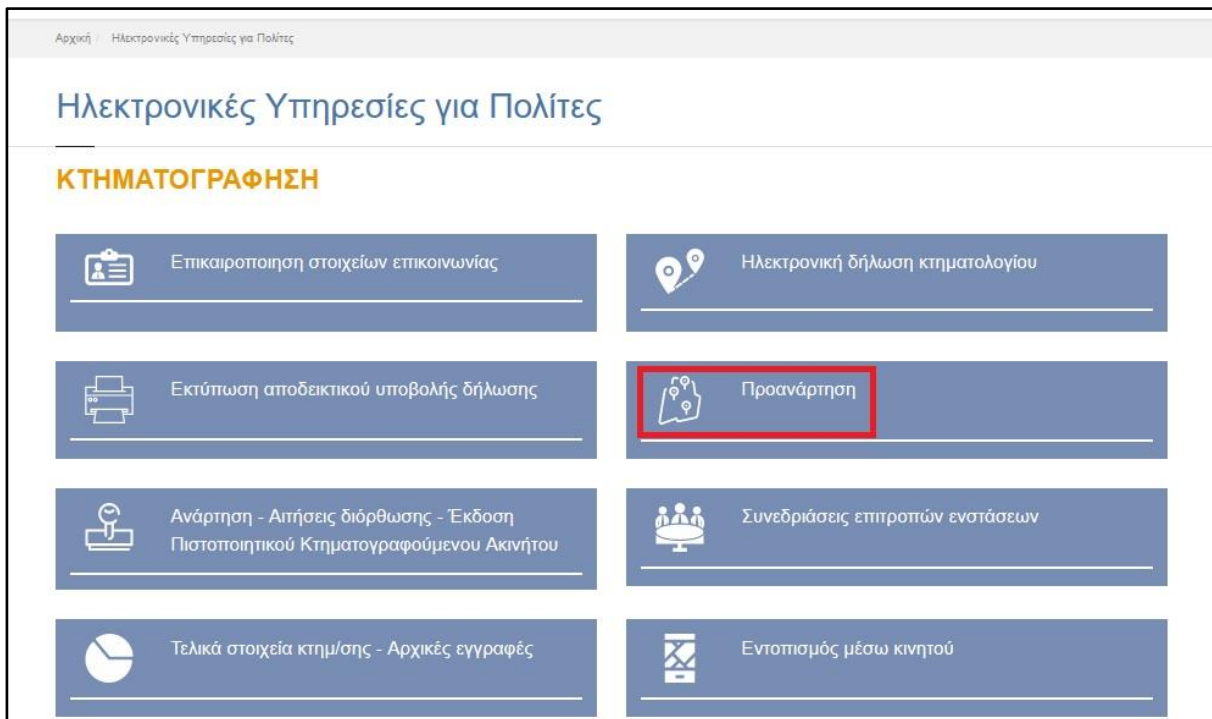 Αρχική / Ηλεκτρονικές Υπηρεσίες για Πολίτες
Ηλεκτρονικές Υπηρεσίες για Πολίτες
ΚΤΗΜΑΤΟΓΡΑΦΗΣΗ
Επικαιροποιηση στοιχείων επικοινωνίας
Ηλεκτρονική δήλωση κτηματολογίου
Εκτύπωση αποδεικτικού υποβολής δήλωσης
Προανάρτηση
Ανάρτηση - Αιτήσεις διόρθωσης - Έκδοση
Πιστοποιητικού Κτηματογραφούμενου Ακινήτου
Συνεδριάσεις επιτροπών ενστάσεων
Τελικά στοιχεία κτημ/σης - Αρχικές εγγραφές
Εντοπισμός μέσω κινητού